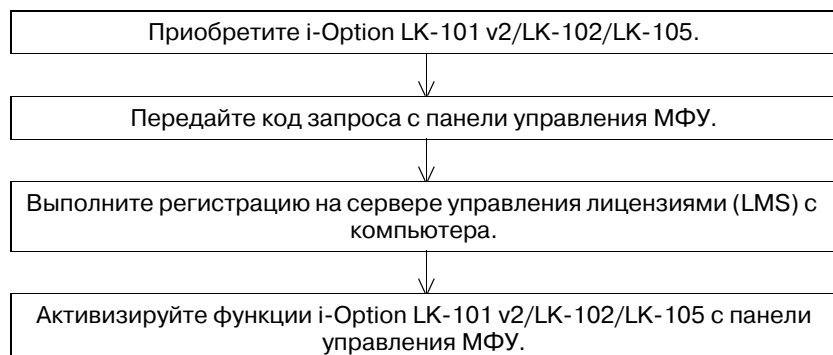 Приобретите i-Option LK-101 v2/LK-102/LK-105.
Передайте код запроса с панели управления МФУ.
Выполните регистрацию на сервере управления лицензиями (LMS) с
компьютера.
Активизируйте функции i-Option LK-101 v2/LK-102/LK-105 с панели
управления МФУ.